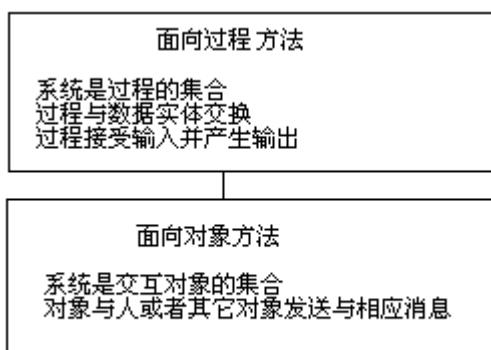 面向过程 方法
系统是过程的集合
过程与数据实体交换
过程接受输入并产生输出
面向对象方法
系统是交互对象的集合
对象与人或者其它对象发送与相应消息